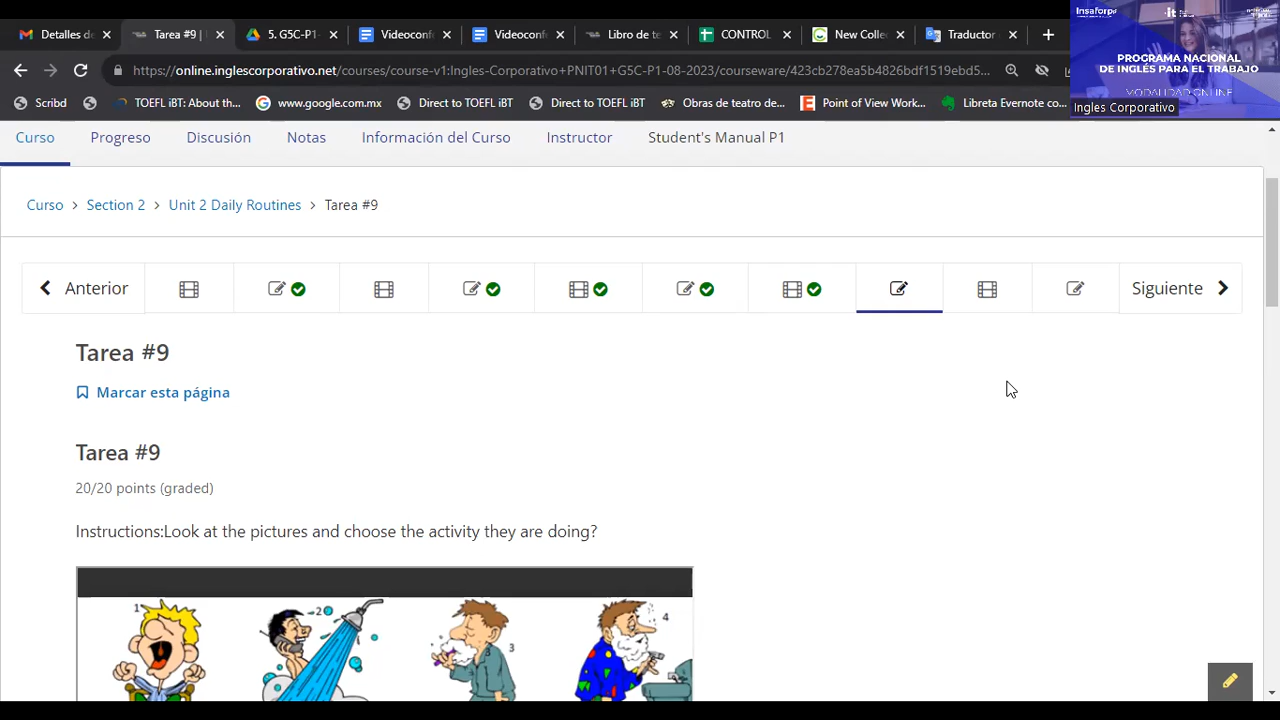 Detalles de
Tarea #9 |
5. G5C-P1-
Videoconf
Videoconf
Libro de te
CONTROL
New Colle
Traductor
https://online.inglescorporativo.net/courses/course-v1:Ingles-Corporativo+PNIT01+G5C-P1-08-2023/courseware/423cb278ea5b4826bdf1519ebd5...
Scribd
TOEFL iBT: About th...
www.google.com.mx
Direct to TOEFL iBT
Direct to TOEFL iBT
Obras de teatro de...
Point of View Work...
Libreta Evernote co...
Insaforp
it
PROGRAMA NACIONAL
DE INGLÉS PARA EL TRABAJO
MODALIDAD ONLINE
Ingles Corporativo
Curso
Progreso
Discusión
Notas
Información del Curso
Instructor
Student's Manual P1
Curso > Section 2 > Unit 2 Daily Routines > Tarea #9
Anterior
Siguiente
Tarea #9
Marcar esta página
Tarea #9
20/20 points (graded)
Instructions:Look at the pictures and choose the activity they are doing?
1
2
3
4